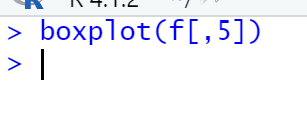 R 4.1.2 ~/
> boxplot(f[,5])
>